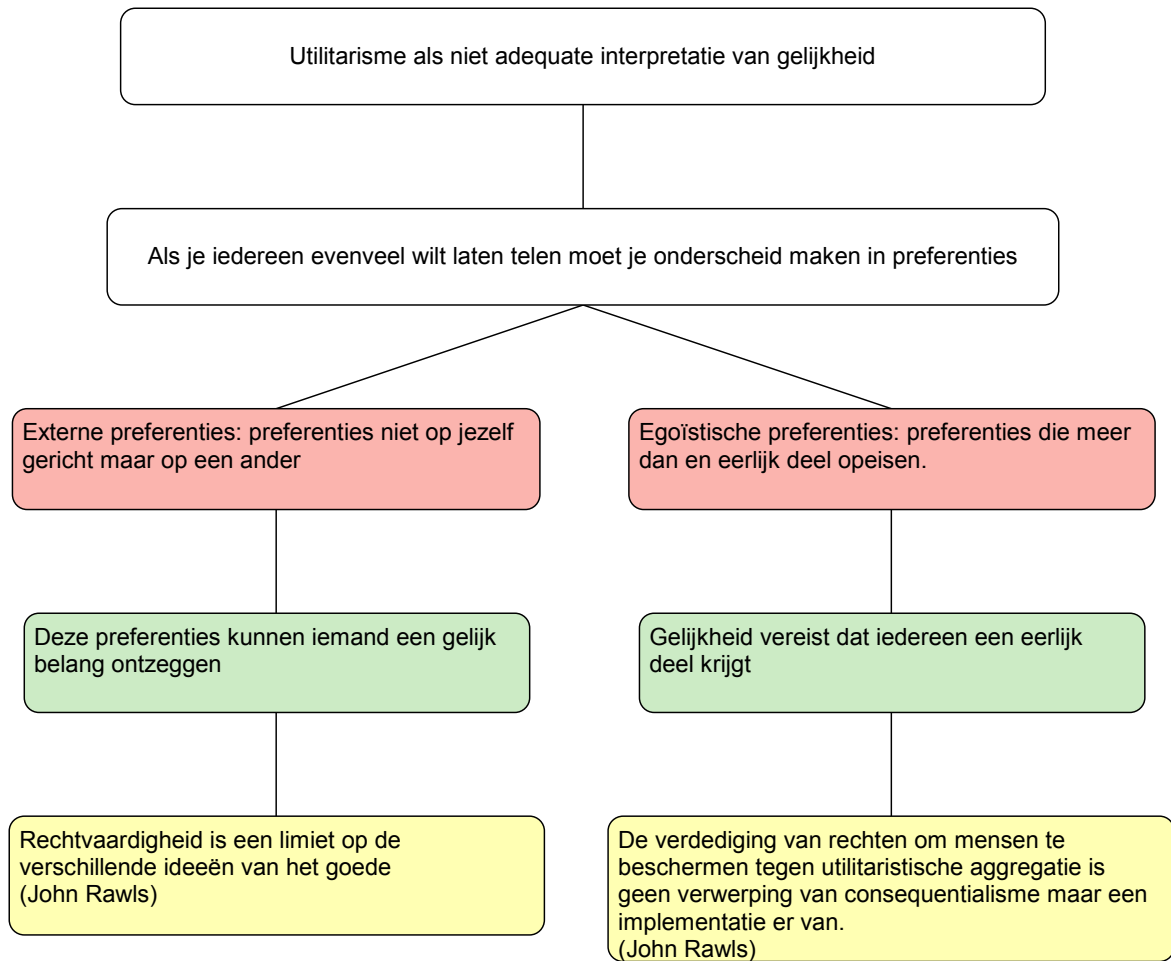 Utilitarisme als niet adequate interpretatie van gelijkheid
Als je iedereen evenveel wilt laten telen moet je onderscheid maken in preferenties
Externe preferenties: preferenties niet op jezelf
gericht maar op een ander
Egoïstische preferenties: preferenties die meer
dan en eerlijk deel opeisen.
Deze preferenties kunnen iemand een gelijk
belang ontzeggen
Gelijkheid vereist dat iedereen een eerlijk
deel krijgt
Rechtvaardigheid is een limiet op de
verschillende ideeën van het goede
(John Rawls)
De verdediging van rechten om mensen te
beschermen tegen utilitaristische aggregatie is
geen verwerping van consequentialisme maar een
implementatie er van.
(John Rawls)